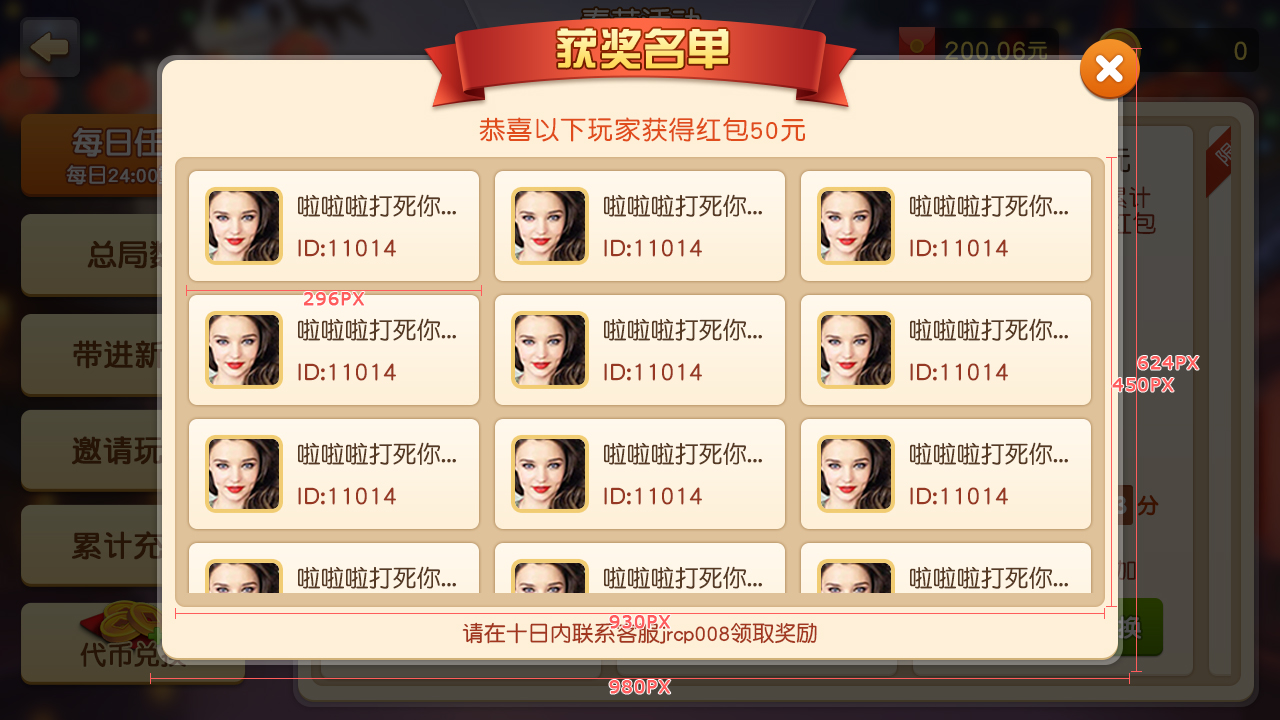 获奖名单
200.06元
0
恭喜以下玩家获得红包50元
每日任
每日24:00
啦啦啦打死你...
ID:11014
啦啦啦打死你...
ID:11014
啦啦啦打死你...
ID:11014
元
累计
红包
总局数
296PX
啦啦啦打死你...
ID:11014
啦啦啦打死你...
ID:11014
啦啦啦打死你...
ID:11014
带进新
624PX
450PX
啦啦啦打死你...
ID:11014
啦啦啦打死你...
ID:11014
啦啦啦打死你...
ID:11014
邀请玩
分
累计充
啦啦啦打死你...
啦啦啦打死你...
啦啦啦打死你...
加
930PX
请在十日内联系客服jrcp008领取奖励
换
代币兑换
980PX